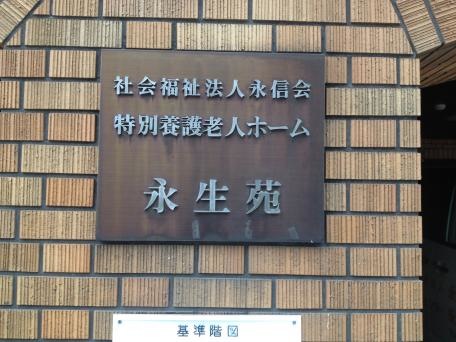 社会福祉法人永信会
特別養護老人ホーム
永生苑
基準階図